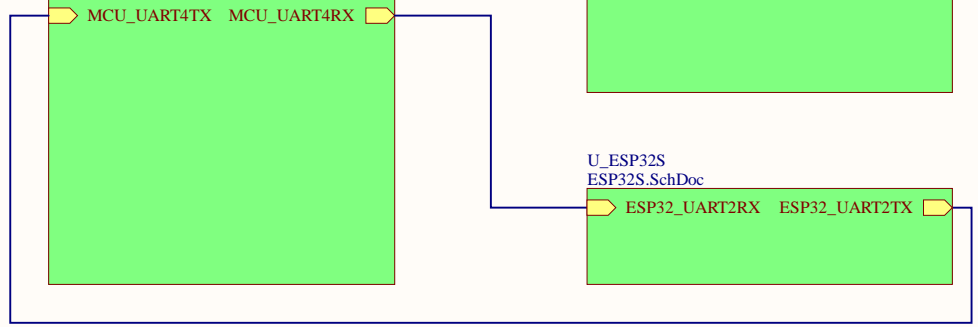 MCU_UART4TX MCU_UART4RX
U_ESP32S
ESP32S.SchDoc
ESP32_UART2RX ESP32_UART2TX